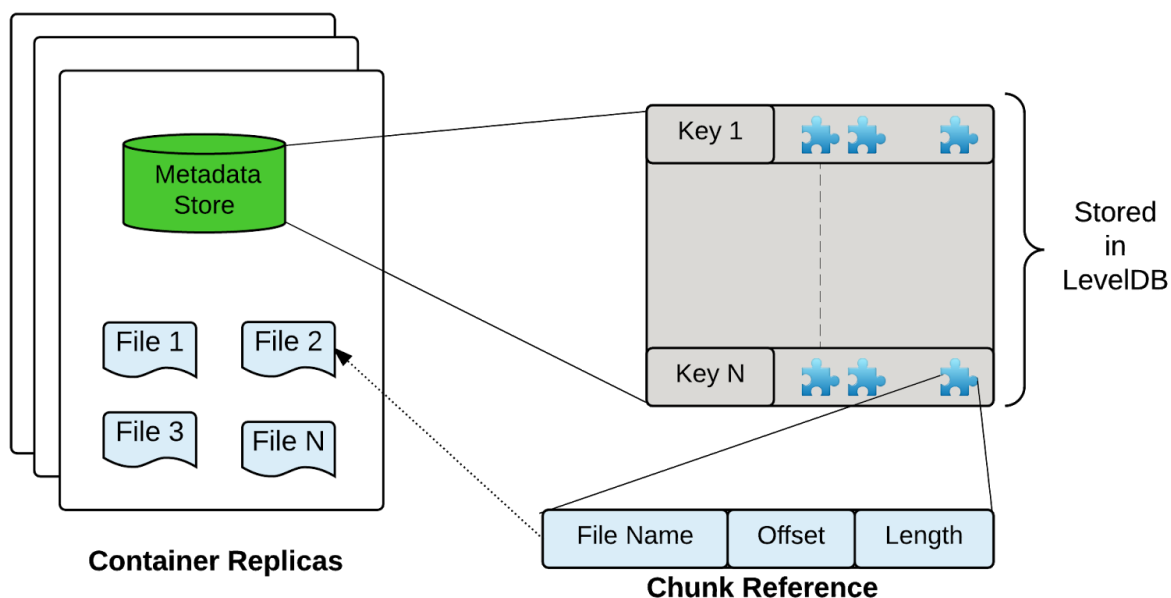 Metadata
Store
File 1
File 2
File 3
File N
Container Replicas
Key 1
Key N
Stored
in
LevelDB
File Name
Offset
Length
Chunk Reference